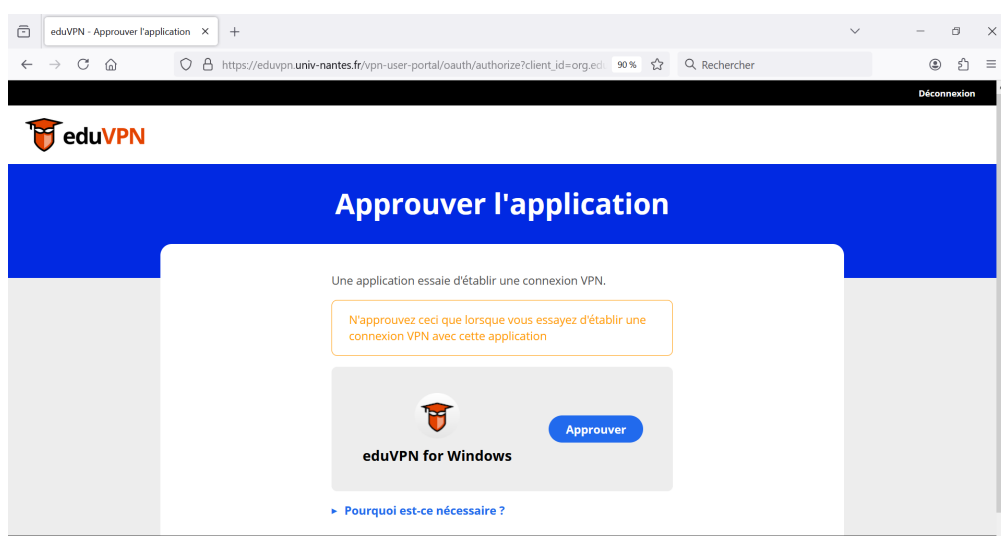 eduVPN - Approuver l'application
https://eduvpn.univ-nantes.fr/vpn-user-portal/oauth/authorize?client_id=org.edu
90 %
Rechercher
Déconnexion
eduVPN
Approuver l'application
Une application essaie d'établir une connexion VPN.
N'approuvez ceci que lorsque vous essayez d'établir une
connexion VPN avec cette application
Approuver
eduVPN for Windows
Pourquoi est-ce nécessaire ?